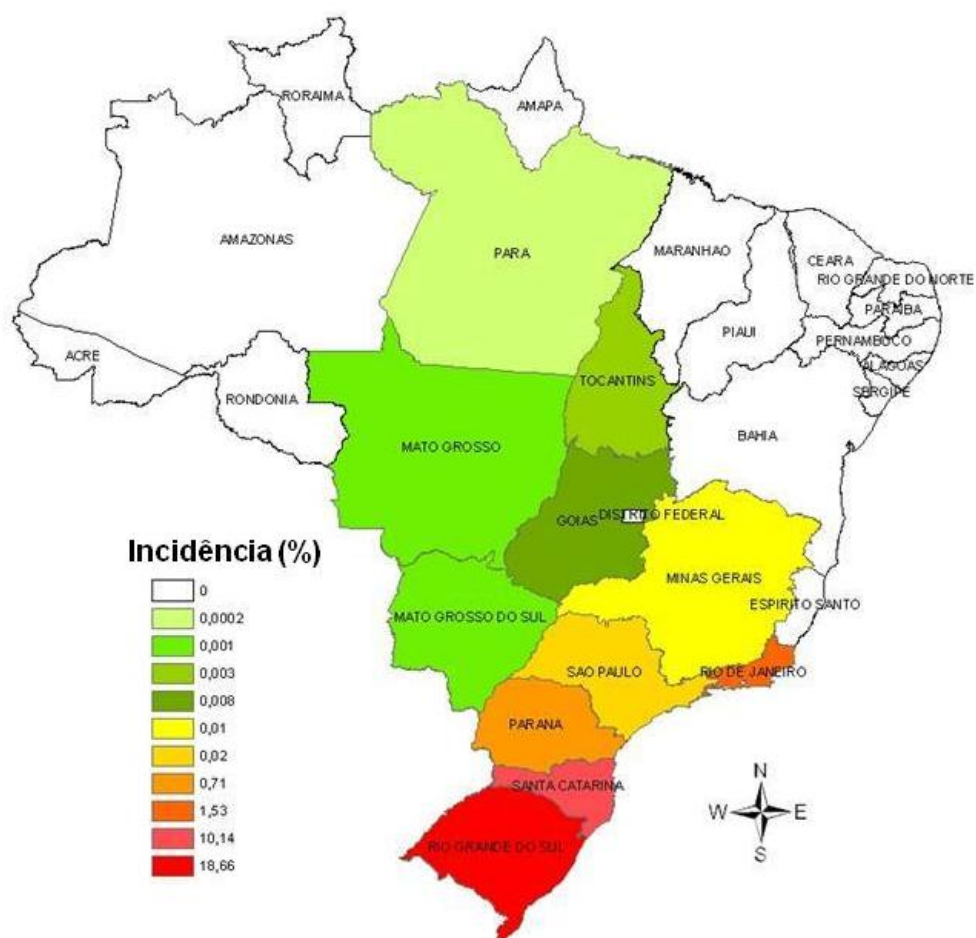 RORAIMA
AMAPA
AMAZONAS
PARA
MARANHAO
CEARA
RIO GRANDE DO NORTE
PARAIBA
PIAUI
PERNAMBUCO
ALAGOAS
SERGIPE
ACRE
RONDONIA
TOCANTINS
BAHIA
MATO GROSSO
GOIAS
DISTRITO FEDERAL
MINAS GERAIS
ESPIRITO SANTO
MATO GROSSO DO SUL
SAO PAULO
RIO DE JANEIRO
PARANA
SANTA CATARINA
RIO GRANDE DO SUL
Incidência (%)
0
0,0002
0,001
0,003
0,008
0,01
0,02
0,71
1,53
10,14
18,66
N
W
E
S